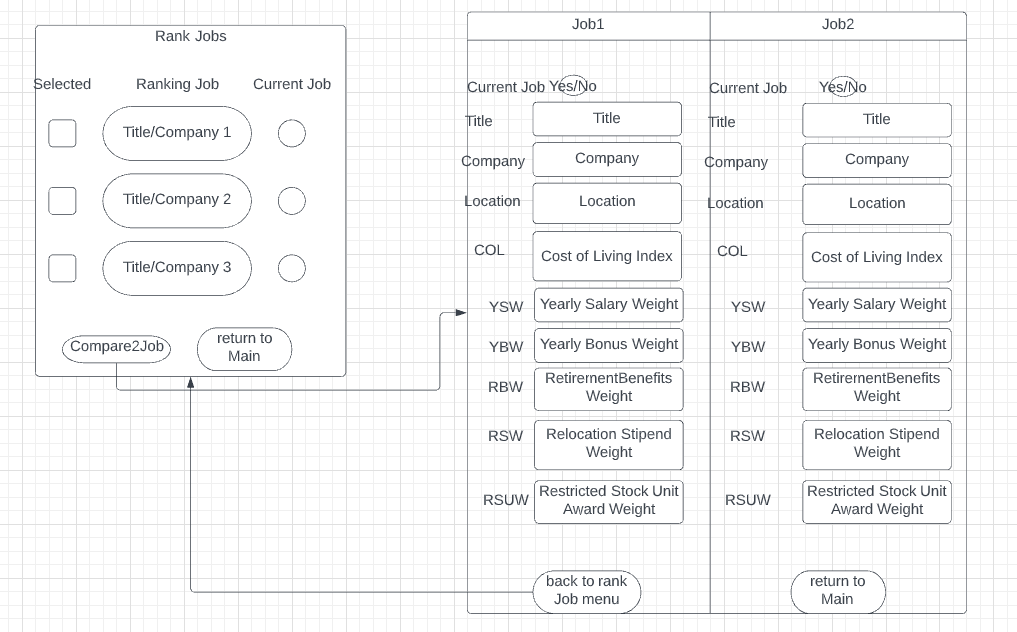 Rank Jobs
Selected Ranking Job Current Job
Title/Company 1
Title/Company 2
Title/Company 3
Compare2Job
return to
Main
Job1 Job2
Current Job Yes/No
Title Title
Company Company
Location Location
COL Cost of Living Index
YSW Yearly Salary Weight
YBW Yearly Bonus Weight
RBW RetirementBenefits
Weight
RSW Relocation Stipend
Weight
RSUW Restricted Stock Unit
Award Weight
back to rank
Job menu
Current Job Yes/No
Title Title
Company Company
Location Location
COL Cost of Living Index
YSW Yearly Salary Weight
YBW Yearly Bonus Weight
RBW RetirementBenefits
Weight
RSW Relocation Stipend
Weight
RSUW Restricted Stock Unit
Award Weight
return to
Main